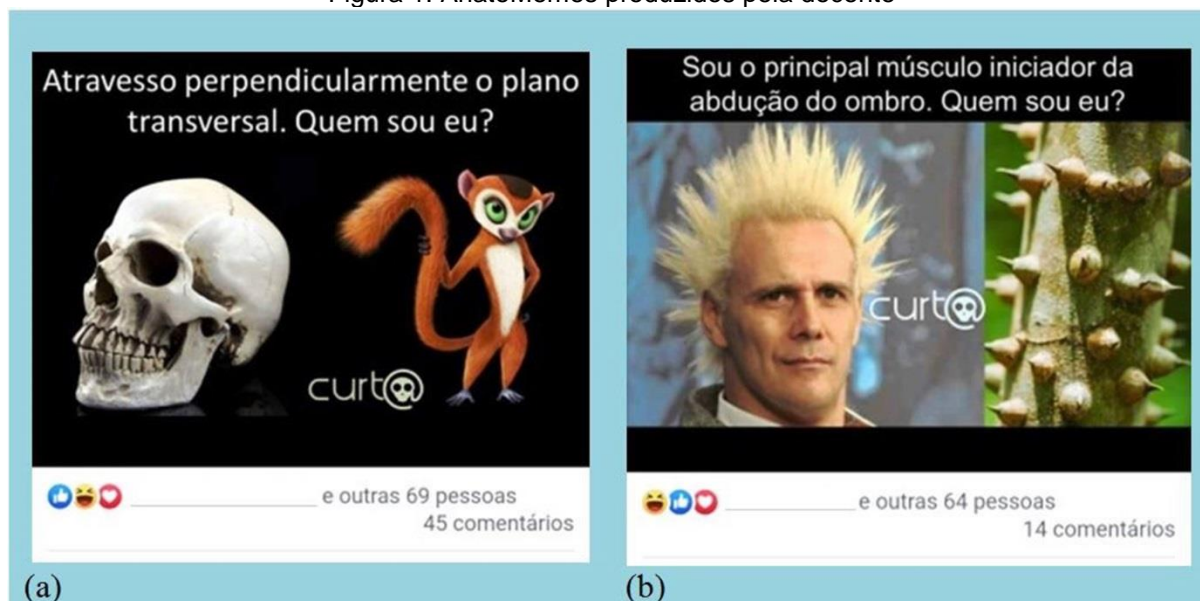 Figura 1: AnatoMemes produzidos pela docente
Atravesso perpendicularmente o plano
transversal. Quem sou eu?
curt@
e outras 69 pessoas
45 comentários
(a)
Sou o principal músculo iniciador da
abdução do ombro. Quem sou eu?
curt@
e outras 64 pessoas
14 comentários
(b)